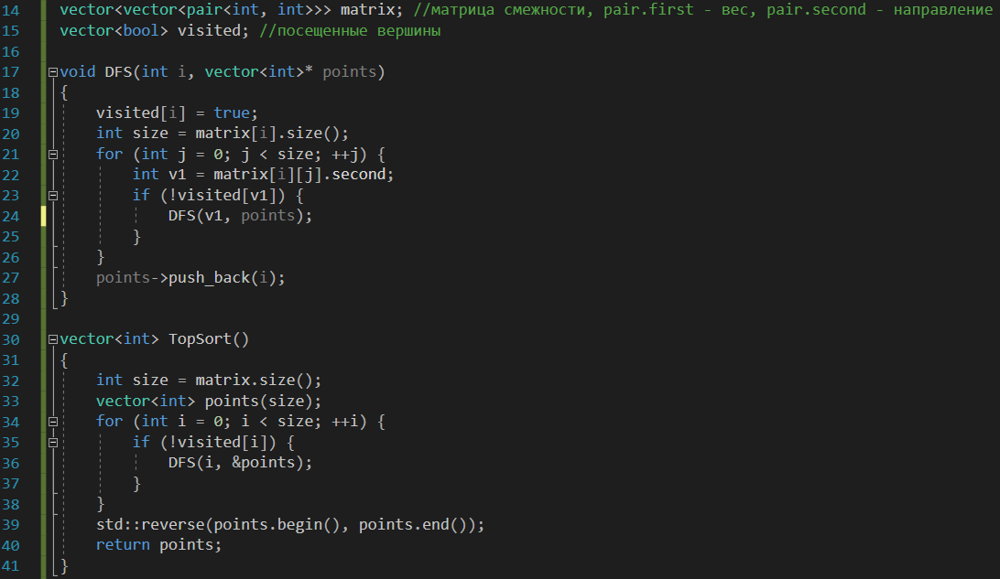 14 vector<vector<pair<int, int>>> matrix; //матрица смежности, pair.first - вес, pair.second - направление
15 vector<bool> visited; //посещенные вершины
16
17 void DFS(int i, vector<int>* points)
18 {
19     visited[i] = true;
20     int size = matrix[i].size();
21     for (int j = 0; j < size; ++j) {
22         int v1 = matrix[i][j].second;
23         if (!visited[v1]) {
24             DFS(v1, points);
25         }
26     }
27     points->push_back(i);
28 }
29
30 vector<int> TopSort()
31 {
32     int size = matrix.size();
33     vector<int> points(size);
34     for (int i = 0; i < size; ++i) {
35         if (!visited[i]) {
36             DFS(i, &points);
37         }
38     }
39     std::reverse(points.begin(), points.end());
40     return points;
41 }